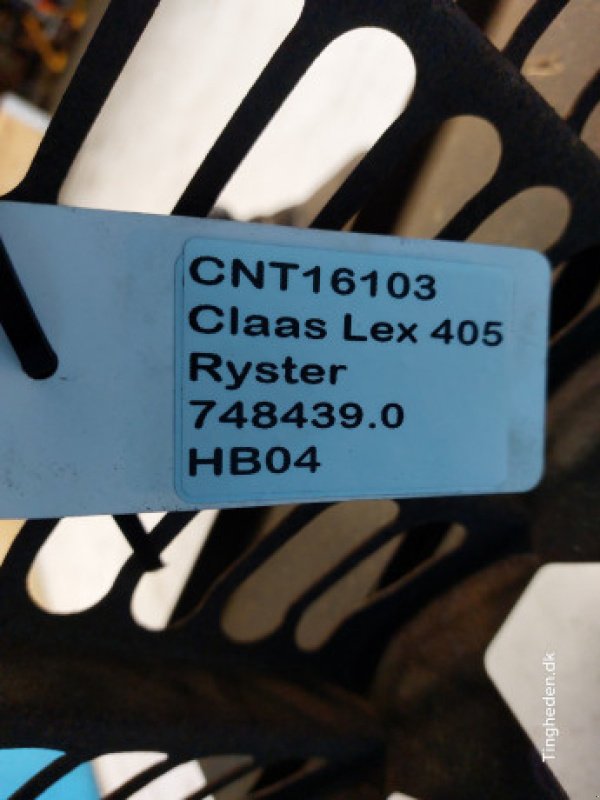 CNT16103
Claas Lex 405
Ryster
748439.0
HB04
Tingheden.dk